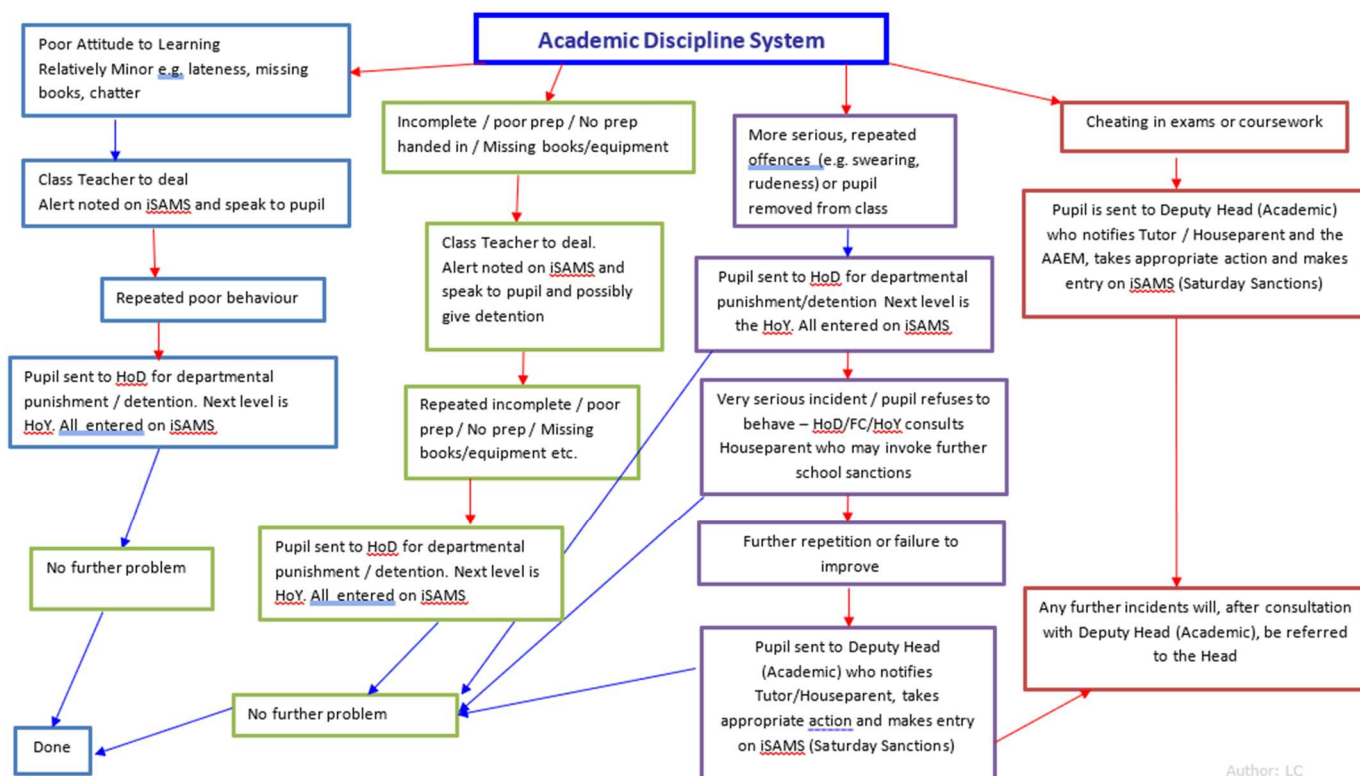 Academic Discipline System
Poor Attitude to Learning
Relatively Minor e.g. lateness, missing
books, chatter
Class Teacher to deal
Alert noted on iSAMS and speak to pupil
Repeated poor behaviour
Pupil sent to HoD for departmental
punishment / detention. Next level is
HoY. All entered on iSAMS
No further problem
Done
Incomplete / poor prep / No prep
handed in / Missing books/equipment
Class Teacher to deal.
Alert noted on iSAMS and
speak to pupil and possibly
give detention
Repeated incomplete / poor
prep / No prep / Missing
books/equipment etc.
Pupil sent to HoD for departmental
punishment / detention. Next level is
HoY. All entered on iSAMS
No further problem
More serious, repeated
offences (e.g. swearing,
rudeness) or pupil
removed from class
Pupil sent to HoD for departmental
punishment/detention Next level is
the HoY. All entered on iSAMS
Very serious incident / pupil refuses to
behave – HoD/FC/HoY consults
Houseparent who may invoke further
school sanctions
Further repetition or failure to
improve
Pupil sent to Deputy Head
(Academic) who notifies
Tutor/Houseparent, takes
appropriate action and makes entry
on iSAMS (Saturday Sanctions)
Cheating in exams or coursework
Pupil is sent to Deputy Head (Academic)
who notifies Tutor / Houseparent and the
AAEM, takes appropriate action and makes
entry on iSAMS (Saturday Sanctions)
Any further incidents will, after consultation
with Deputy Head (Academic), be referred
to the Head
Author: LC